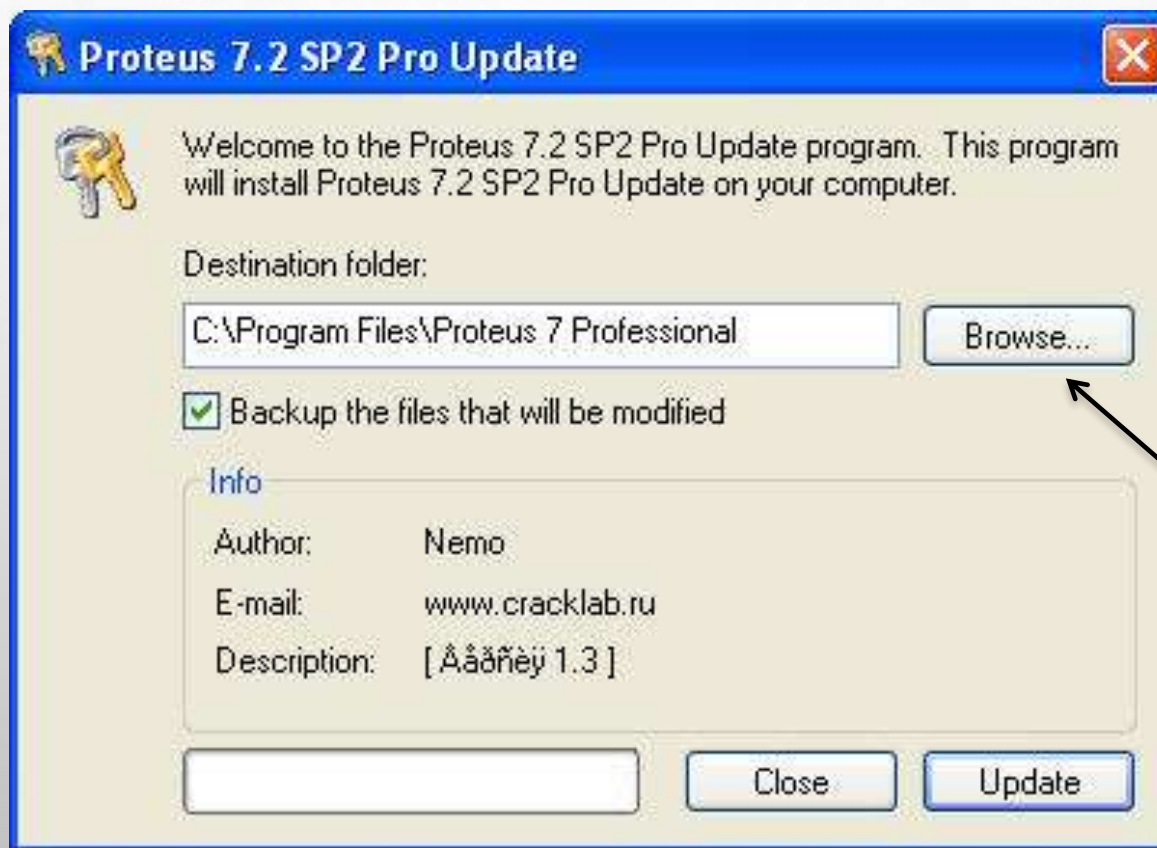 Proteus 7.2 SP2 Pro Update
Welcome to the Proteus 7.2 SP2 Pro Update program. This program
will install Proteus 7.2 SP2 Pro Update on your computer.
Destination folder:
C:\Program Files\Proteus 7 Professional
Browse...
Backup the files that will be modified
Info
Author: Nemo
E-mail: www.cracklab.ru
Description: [ Âåðñèÿ 1.3 ]
Close
Update